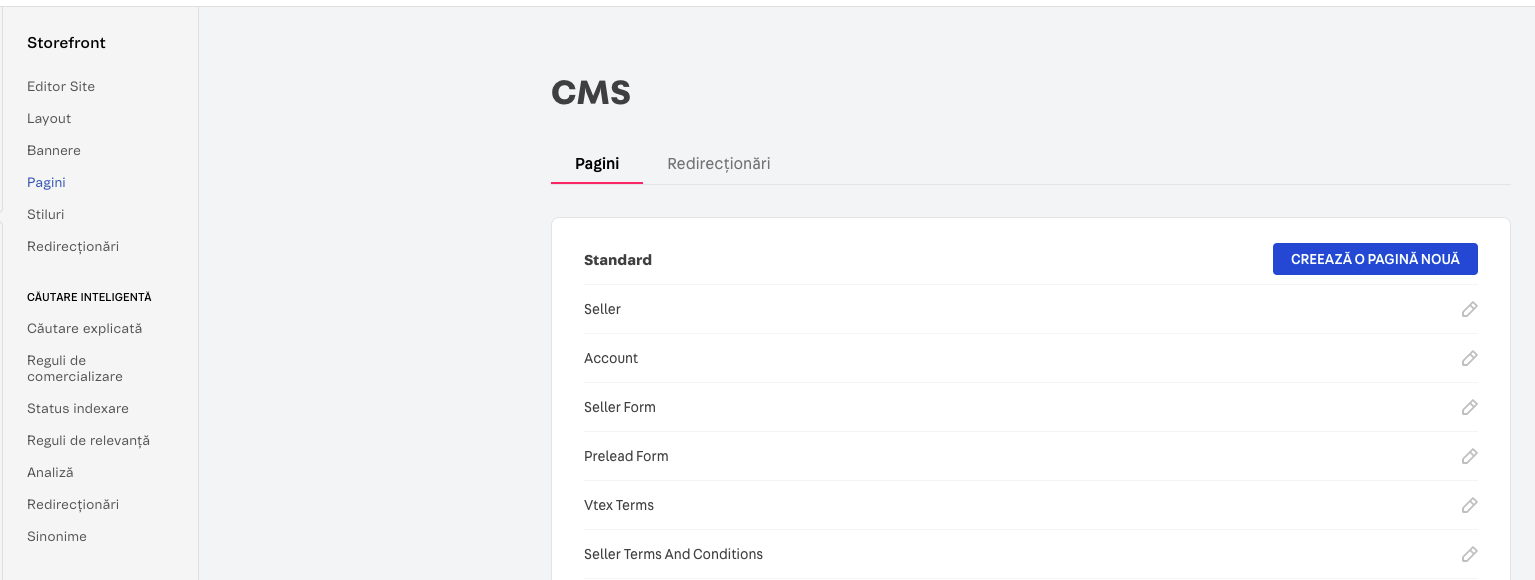 Storefront
Editor Site
Layout
Bannere
Pagini
Stiluri
Redirecționări
CĂUTARE INTELIGENTĂ
Căutare explicată
Reguli de
comercializare
Status indexare
Reguli de relevanță
Analiză
Redirecționări
Sinonime
CMS
Pagini
Redirecționări
Standard
CREEAZĂ O PAGINĂ NOUĂ
Seller
Account
Seller Form
Prelead Form
Vtex Terms
Seller Terms And Conditions